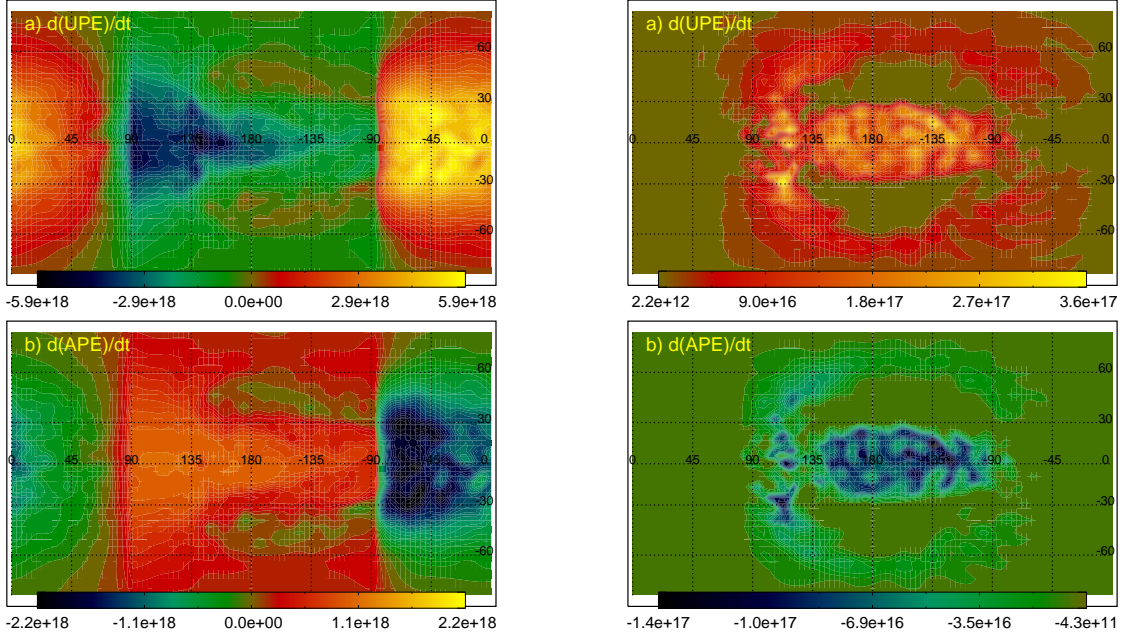 a) d(UPE)/dt
60
30
0 45 90 135 180 -135 -90 -45 0
-30
-60
-5.9e+18 -2.9e+18 0.0e+00 2.9e+18 5.9e+18
a) d(UPE)/dt
60
30
0 45 90 135 180 -135 -90 -45 0
-30
-60
2.2e+12 9.0e+16 1.8e+17 2.7e+17 3.6e+17
b) d(APE)/dt
60
30
0 45 90 135 180 -135 -90 -45 0
-30
-60
-2.2e+18 -1.1e+18 0.0e+00 1.1e+18 2.2e+18
b) d(APE)/dt
60
30
0 45 90 135 180 -135 -90 -45 0
-30
-60
-1.4e+17 -1.0e+17 -6.9e+16 -3.5e+16 -4.3e+11